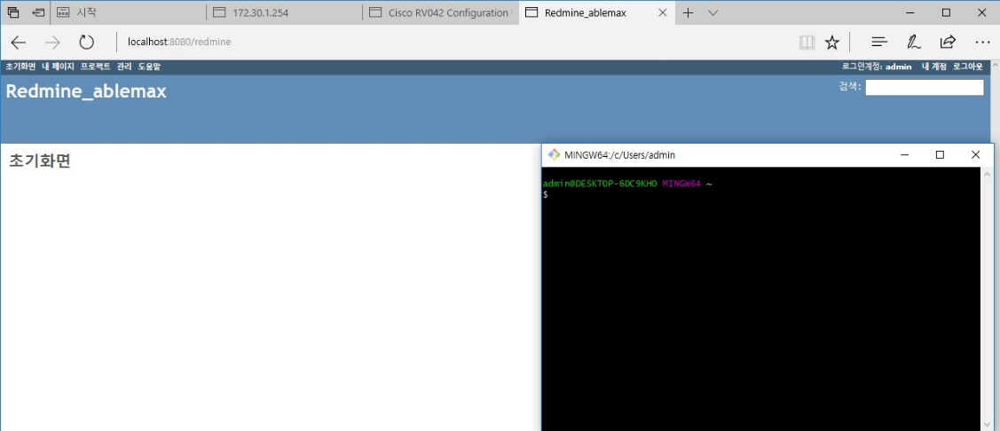 시작
172.30.1.254
Cisco RV042 Configuration
Redmine_ablemax
localhost:8080/redmine
초기화면 내 페이지 프로젝트 관리 도움말
로그인계정: admin 내 계정 로그아웃
Redmine_ablemax
검색:
초기화면
MINGW64:/c/Users/admin
admin@DESKTOP-6DC9KHO MINGW64 ~
$